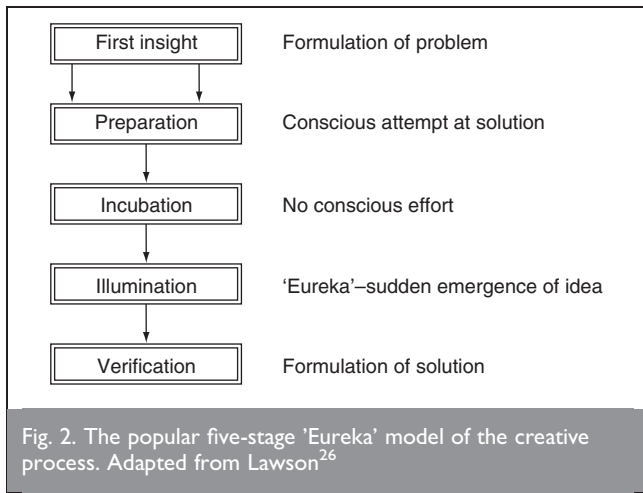 First insight Formulation of problem
Preparation Conscious attempt at solution
Incubation No conscious effort
Illumination 'Eureka'–sudden emergence of idea
Verification Formulation of solution
Fig. 2. The popular five-stage 'Eureka' model of the creative
process. Adapted from Lawson26